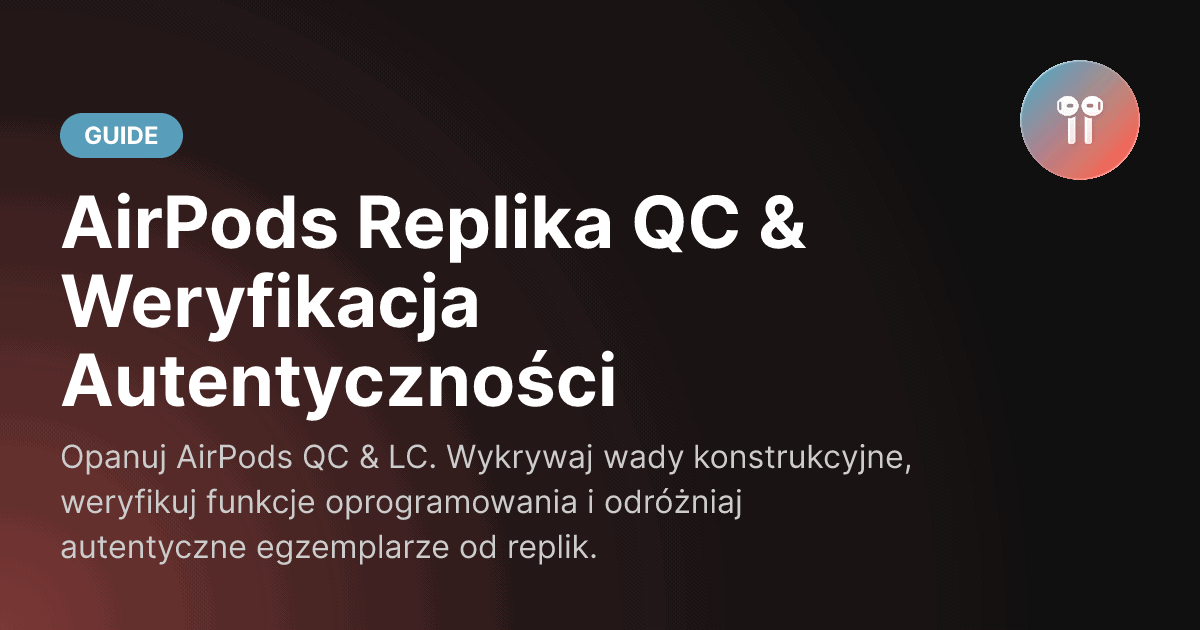 GUIDE
AirPods Replika QC &
Weryfikacja
Autentyczności
Opanuj AirPods QC & LC. Wykrywaj wady konstrukcyjne,
weryfikuj funkcje oprogramowania i odróżniaj
autentyczne egzemplarze od replik.